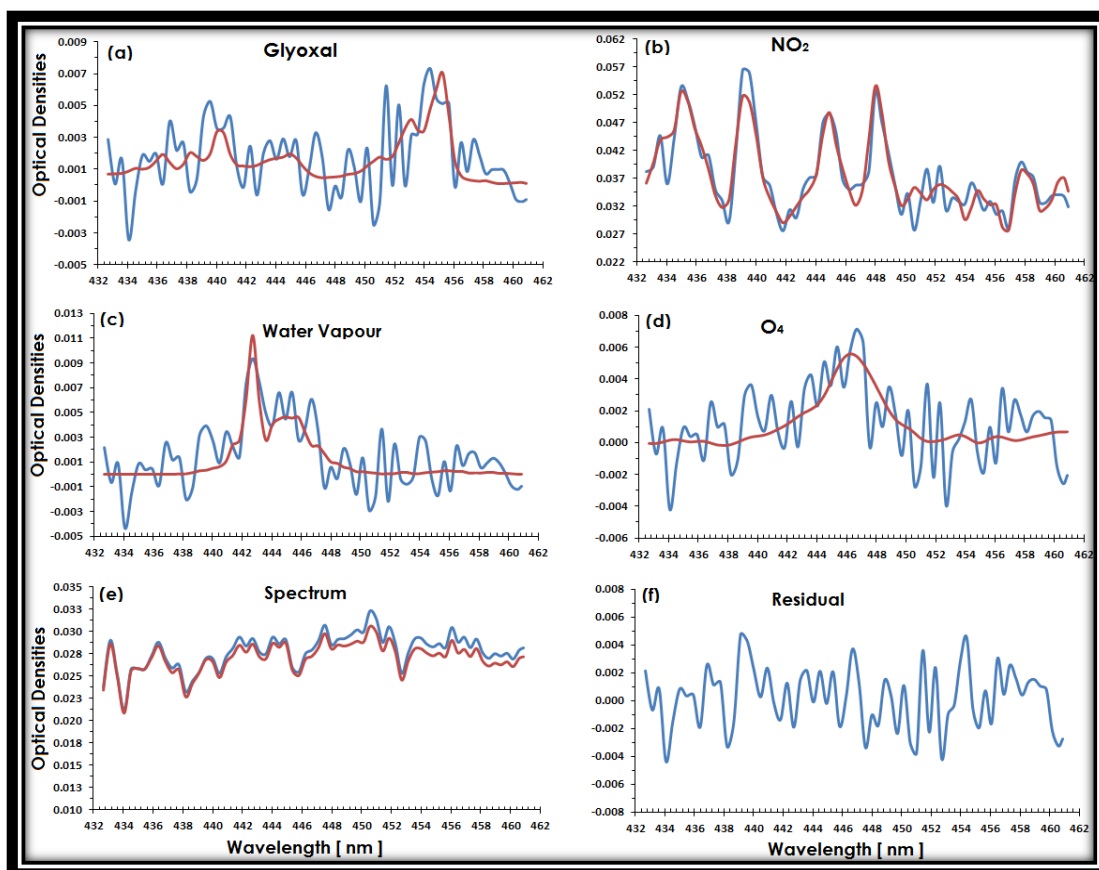 (a)
Glyoxal
Optical Densities
0.009
0.007
0.005
0.003
0.001
-0.001
-0.003
-0.005
432 434 436 438 440 442 444 446 448 450 452 454 456 458 460 462
(b)
NO₂
0.062
0.057
0.052
0.047
0.042
0.037
0.032
0.027
0.022
432 434 436 438 440 442 444 446 448 450 452 454 456 458 460 462
(c)
Water Vapour
Optical Densities
0.013
0.011
0.009
0.007
0.005
0.003
0.001
-0.001
-0.003
-0.005
432 434 436 438 440 442 444 446 448 450 452 454 456 458 460 462
(d)
O₄
0.008
0.006
0.004
0.002
0.000
-0.002
-0.004
-0.006
432 434 436 438 440 442 444 446 448 450 452 454 456 458 460 462
(e)
Spectrum
Optical Densities
0.035
0.033
0.030
0.028
0.025
0.023
0.020
0.018
0.015
0.013
0.010
432 434 436 438 440 442 444 446 448 450 452 454 456 458 460 462
Wavelength [ nm ]
(f)
Residual
0.008
0.006
0.004
0.002
0.000
-0.002
-0.004
-0.006
-0.008
432 434 436 438 440 442 444 446 448 450 452 454 456 458 460 462
Wavelength [ nm ]